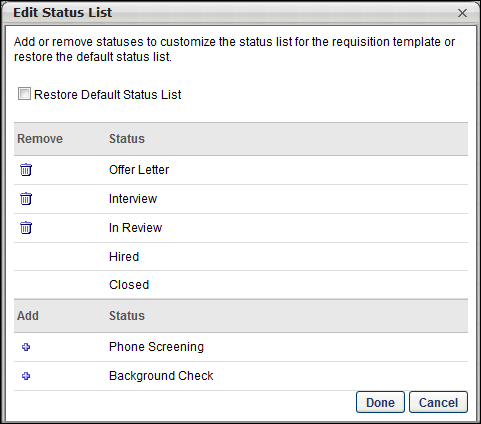 Edit Status List
Add or remove statuses to customize the status list for the requisition template or
restore the default status list.
Restore Default Status List
Remove Status
Offer Letter
Interview
In Review
Hired
Closed
Add Status
Phone Screening
Background Check
Done Cancel